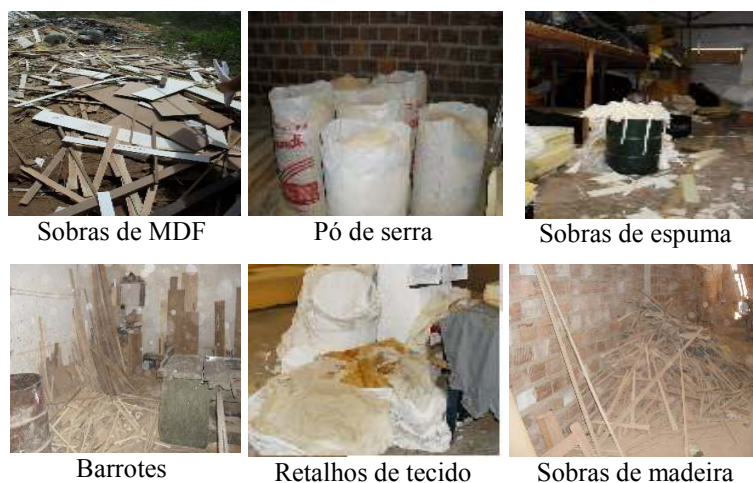 Sobras de MDF
Pó de serra
Sobras de espuma
Barrotes
Retalhos de tecido
Sobras de madeira